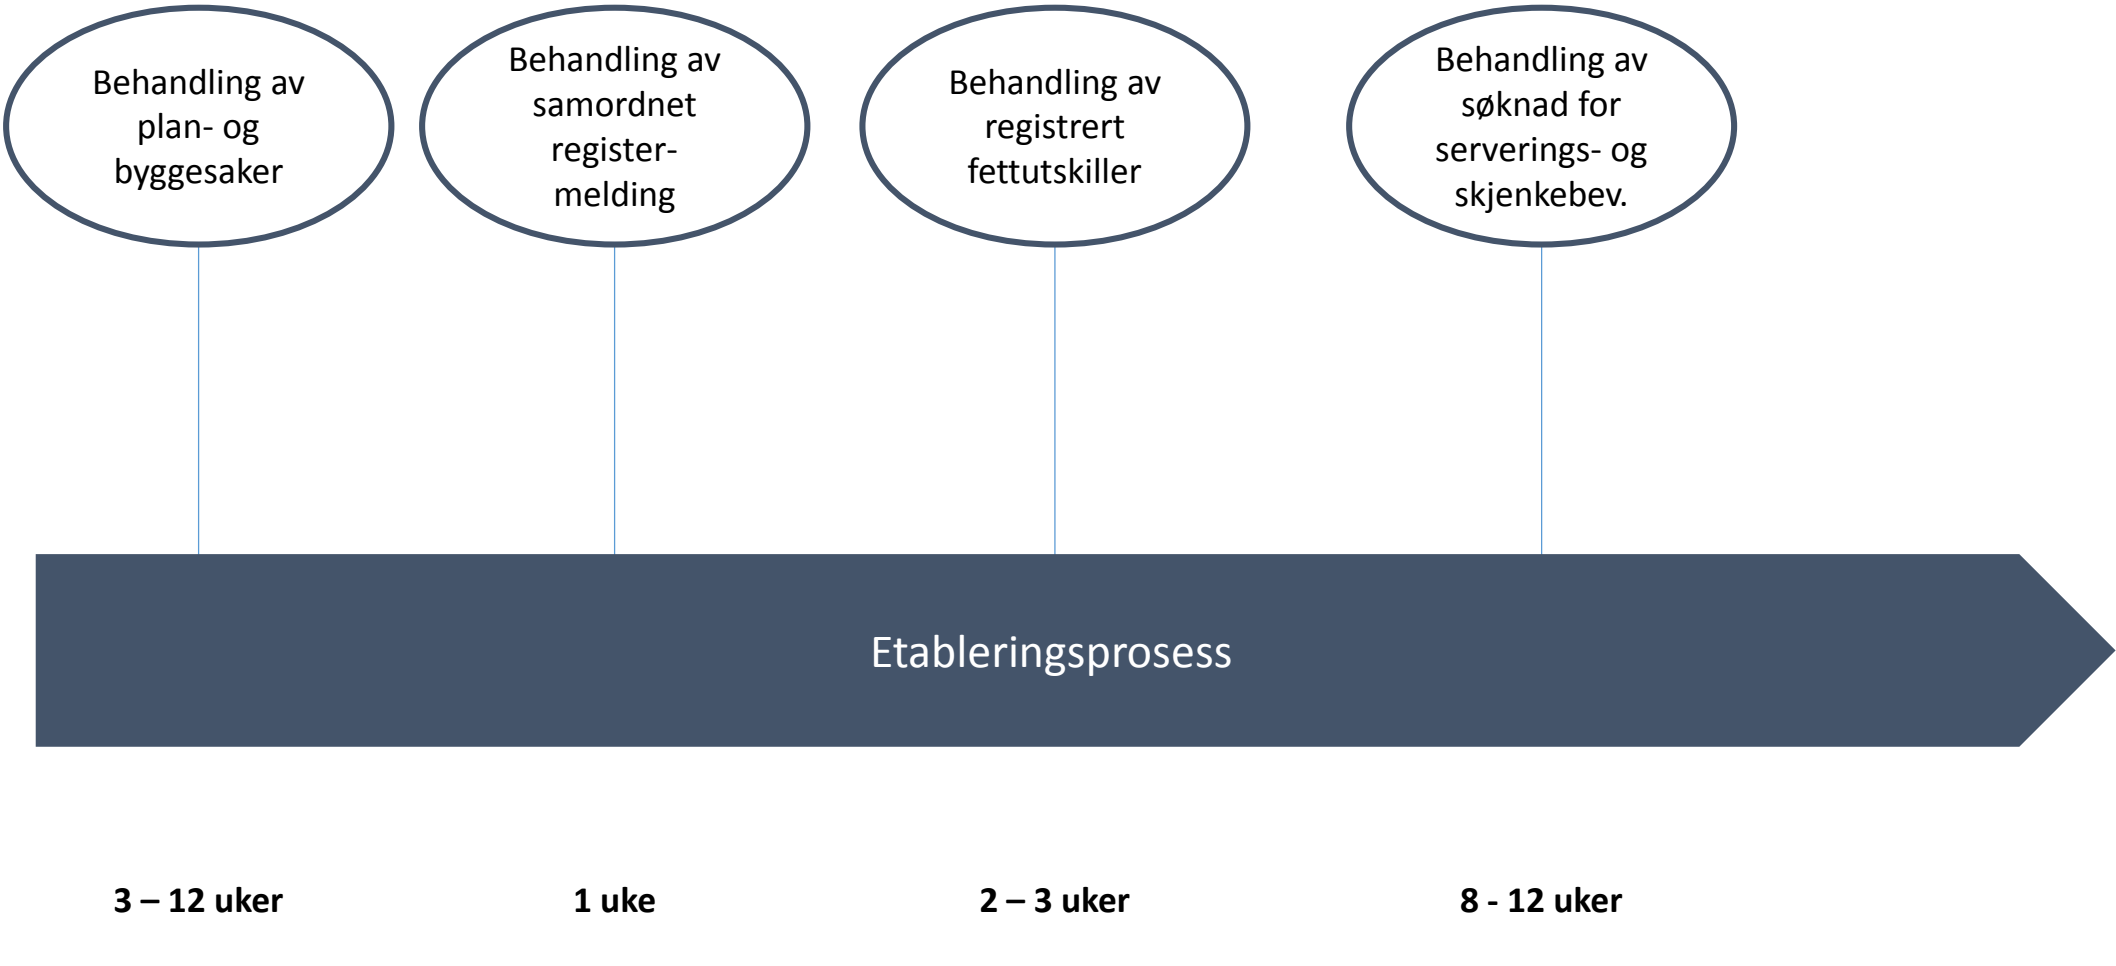 Behandling av
plan- og
byggesaker
Behandling av
samordnet
register-
melding
Behandling av
registrert
fettutskiller
Behandling av
søknad for
serverings- og
skjenkebev.
Etableringsprosess
3 – 12 uker
1 uke
2 – 3 uker
8 - 12 uker